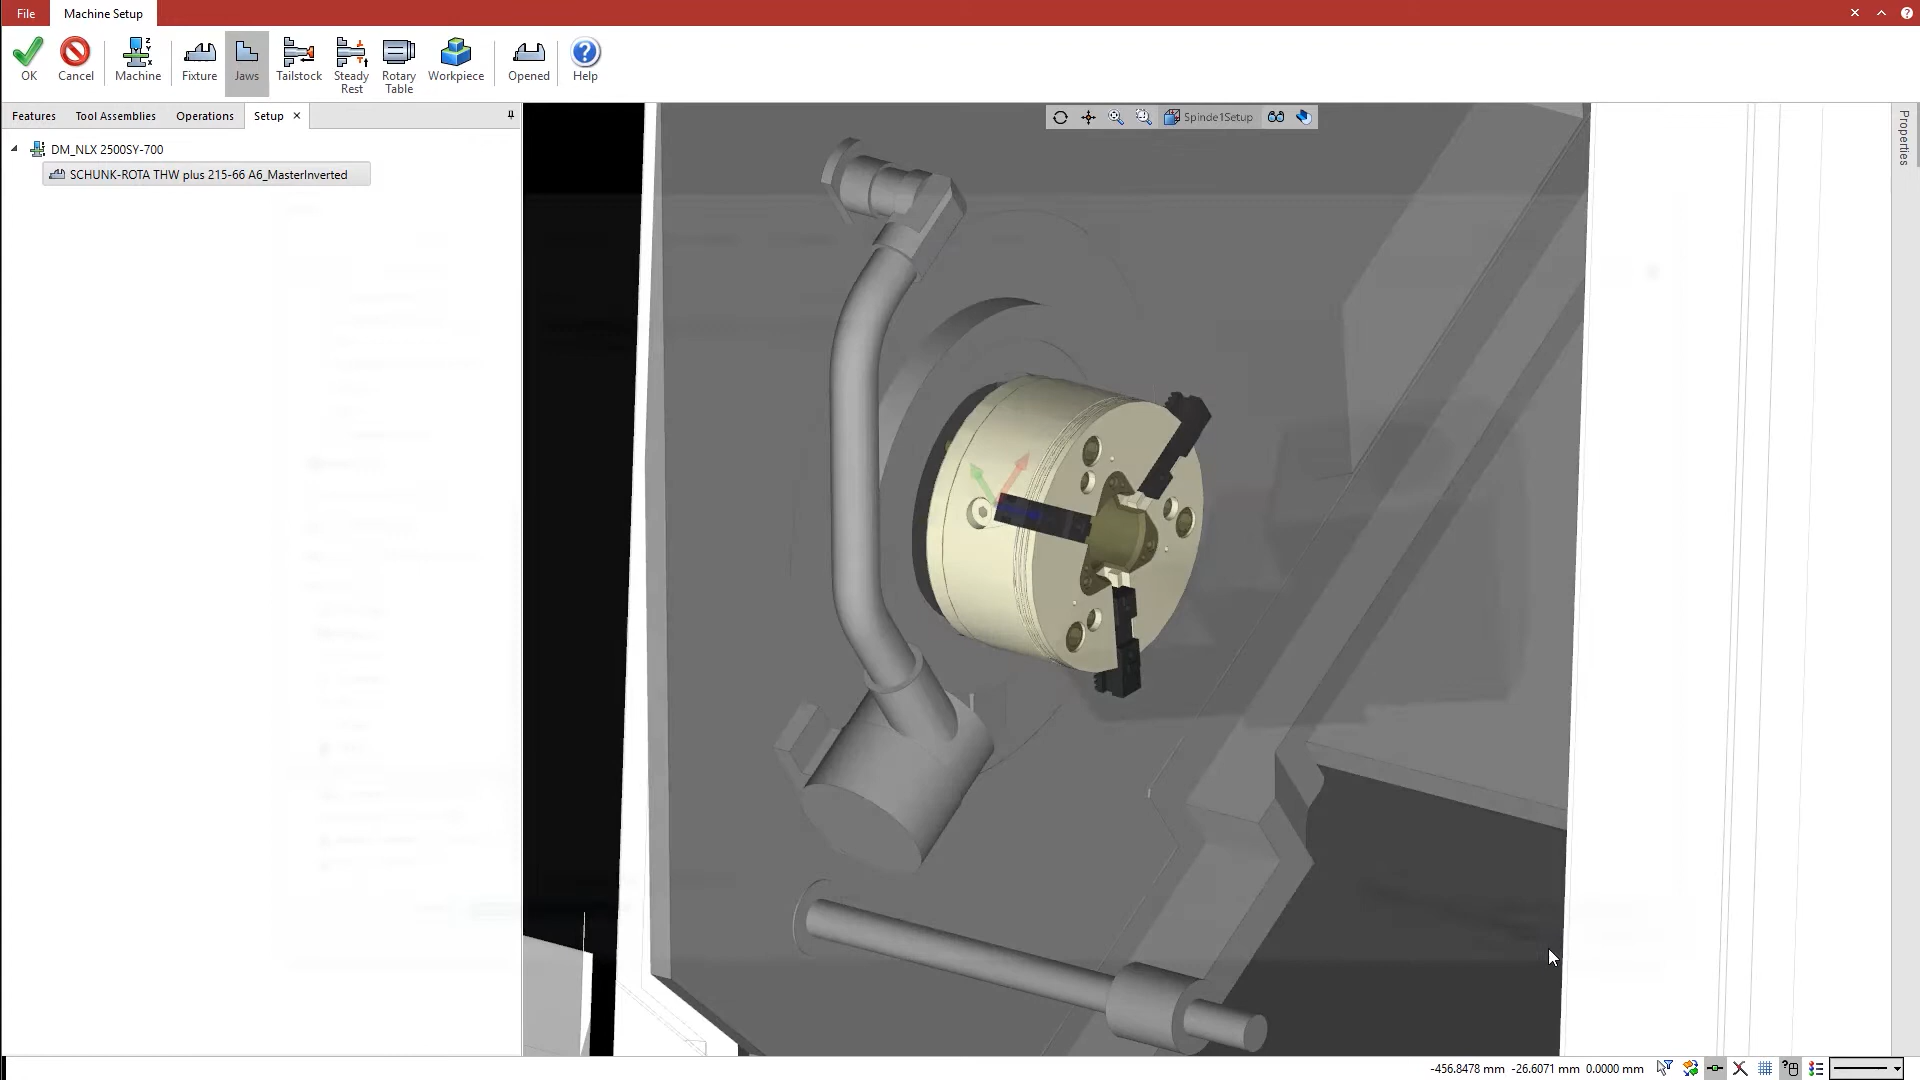 File
Machine Setup
OK
Cancel
Machine
Fixture
Jaws
Tailstock
Steady Rest
Rotary Table
Workpiece
Opened
Help
Features
Tool Assemblies
Operations
Setup
Spinde1Setup
Properties
DM_NLX 2500SY-700
SCHUNK-ROTA THW plus 215-66 A6_MasterInverted
-456.8478 mm -26.6071 mm 0.0000 mm